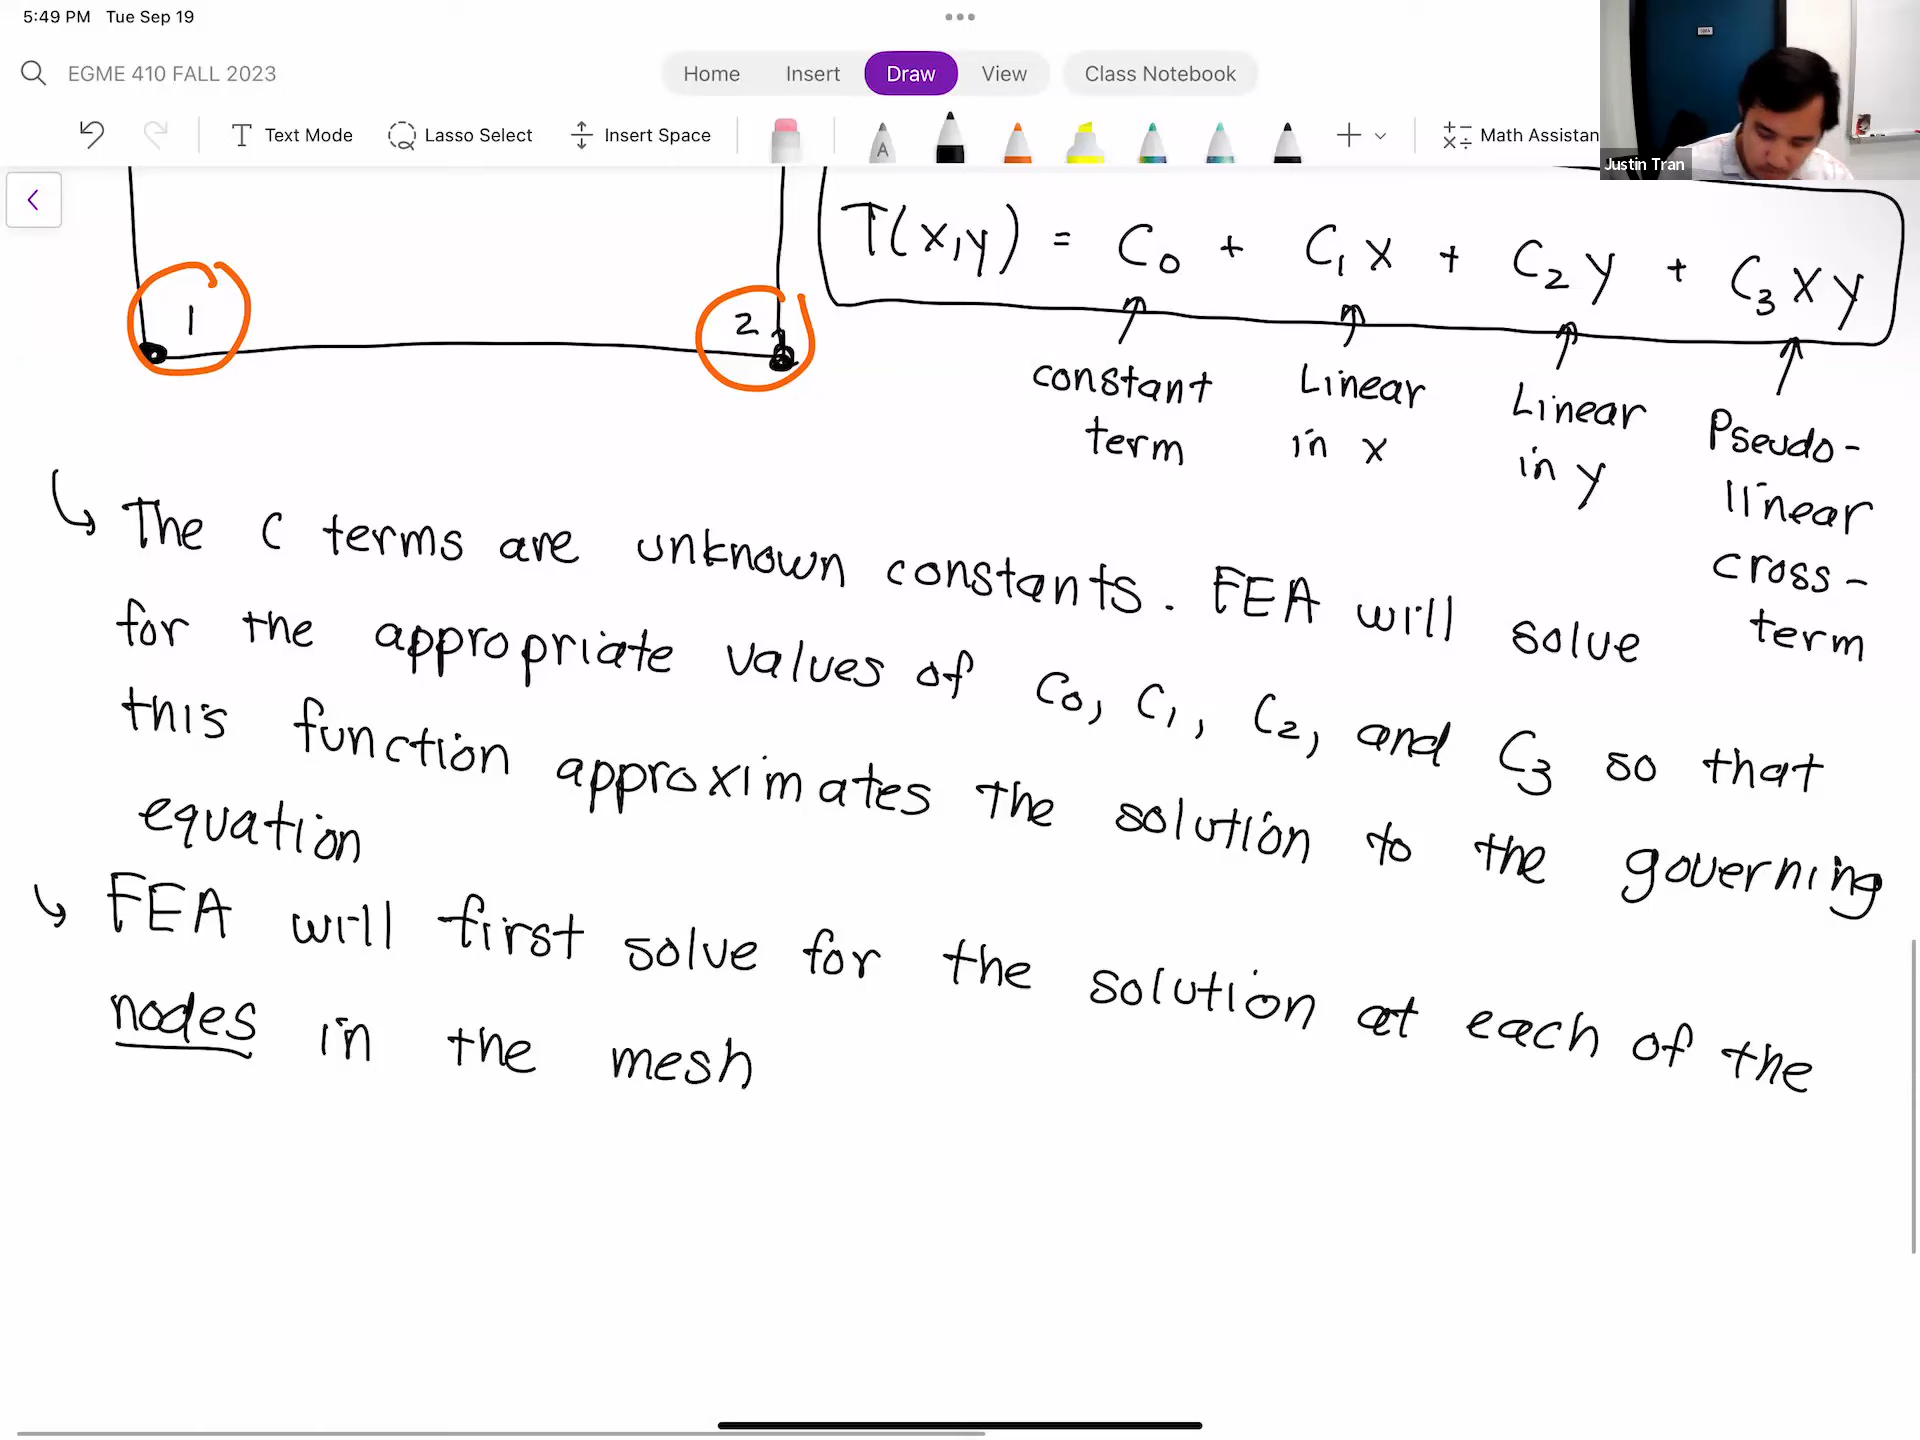 5:49 PM Tue Sep 19
EGME 410 FALL 2023
Home Insert Draw View Class Notebook
Text Mode Lasso Select Insert Space A Math Assistan
Justin Tran
T(x,y) = C₀ + C₁x + C₂y + C₃xy
1
2
constant term
Linear in x
Linear in y
Pseudo-
linear
cross-
term
↳ The C terms are unknown constants. FEA will solve
for the appropriate values of C₀, C₁, C₂, and C₃ so that
this function approximates the solution to the governing
equation
↳ FEA will first solve for the solution at each of the
nodes in the mesh